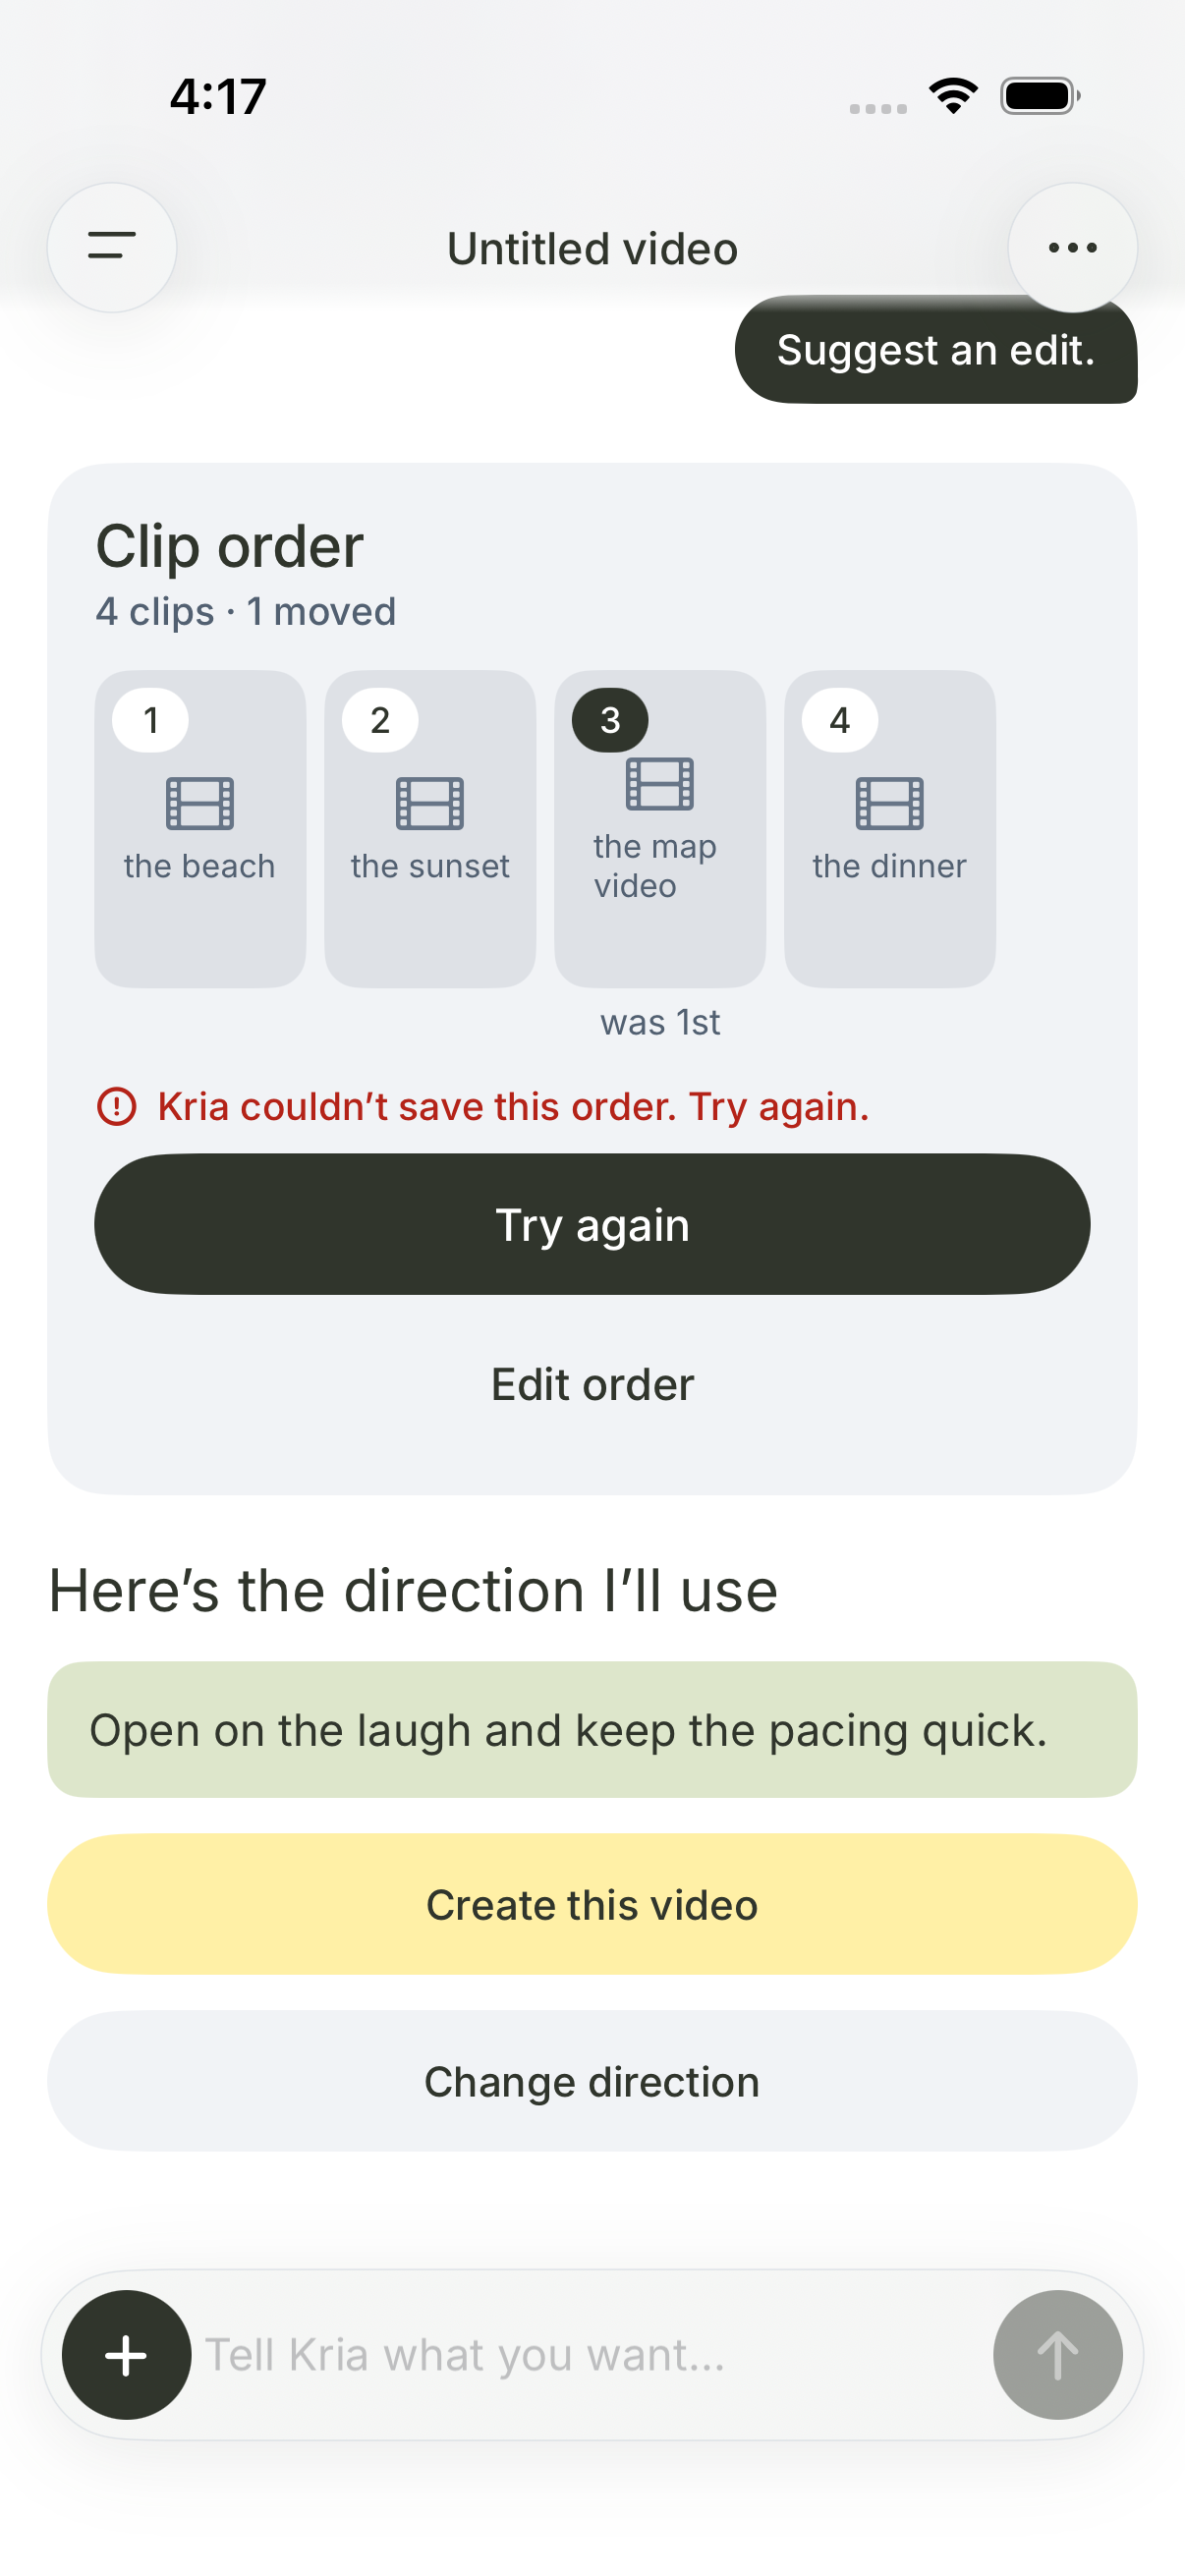 4:17
Untitled video
Suggest an edit.
Clip order
4 clips · 1 moved
1
2
3
4
the beach
the sunset
the map
video
the dinner
was 1st
Kria couldn’t save this order. Try again.
Try again
Edit order
Here’s the direction I’ll use
Open on the laugh and keep the pacing quick.
Create this video
Change direction
Tell Kria what you want...